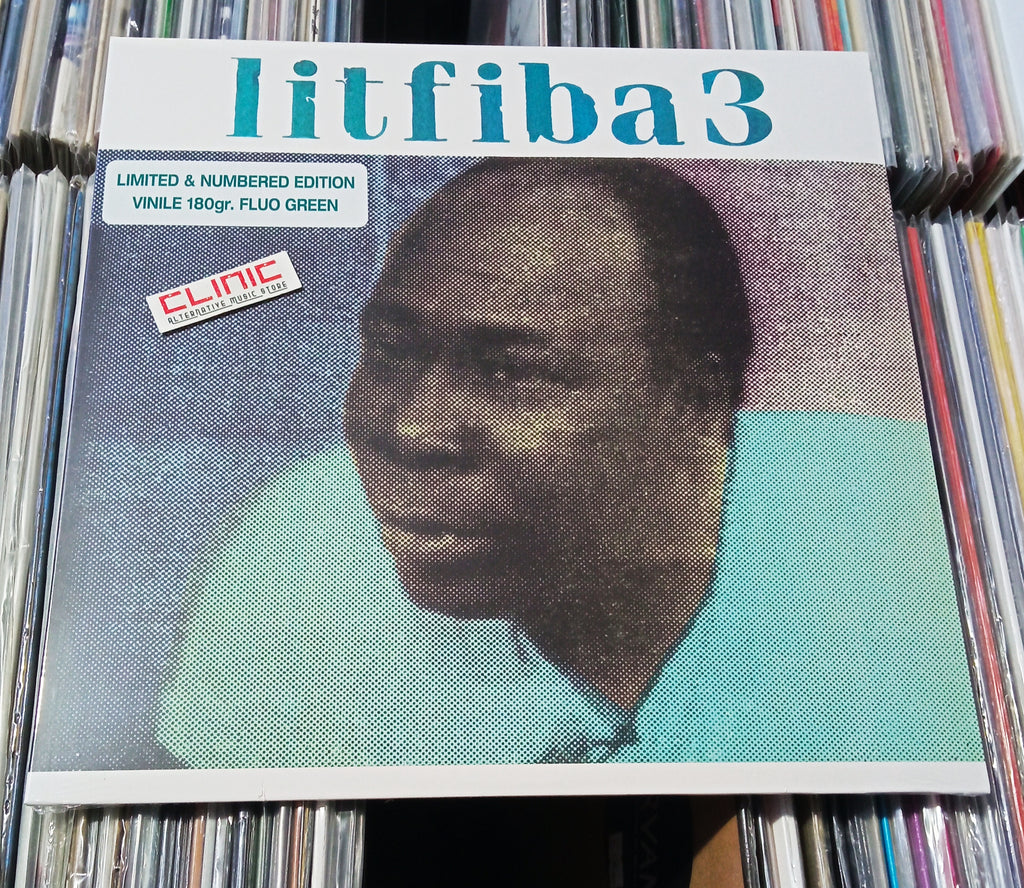 litfiba3
LIMITED & NUMBERED EDITION
VINILE 180gr. FLUO GREEN
CLINIC
ALTERNATIVE MUSIC STORE